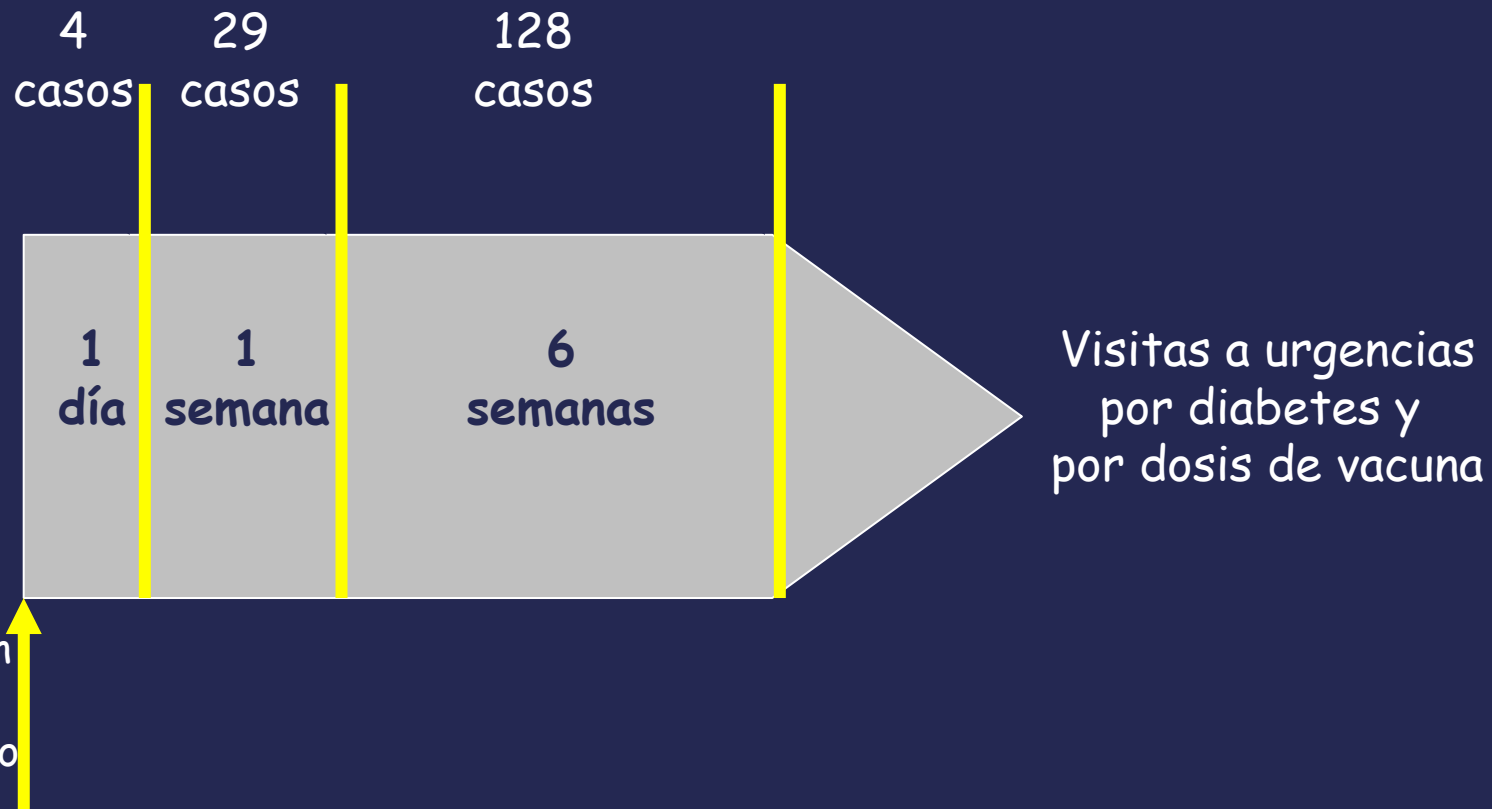 4
casos
29
casos
128
casos
1
día
1
semana
6
semanas
Visitas a urgencias
por diabetes y
por dosis de vacuna